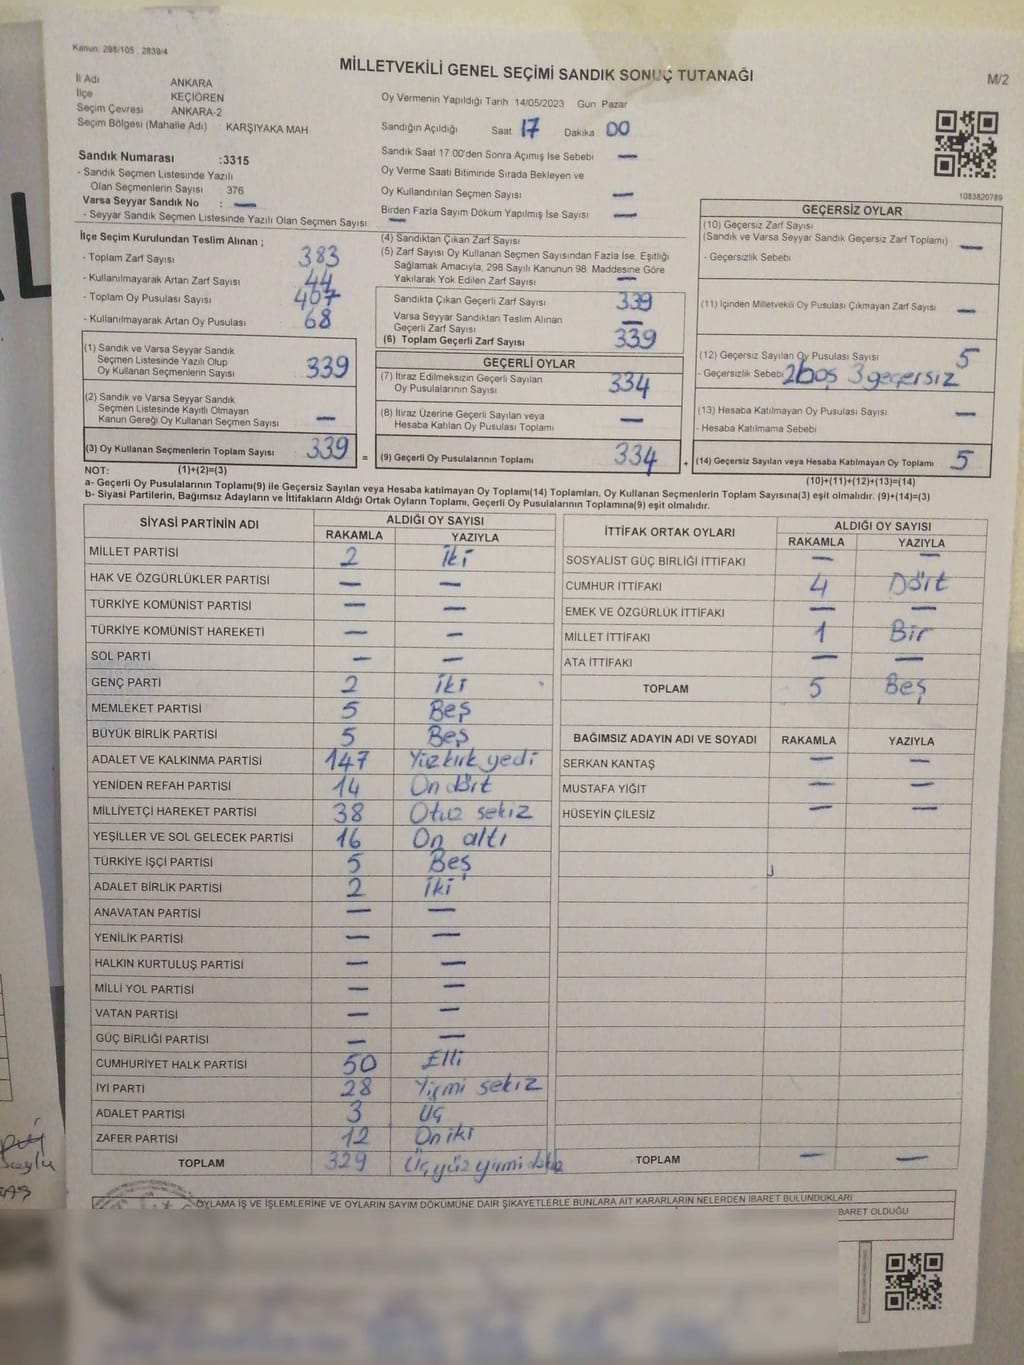 Kanun: 298/105 2839/4
MİLLETVEKİLİ GENEL SEÇİMİ SANDIK SONUÇ TUTANAĞI
M/2
İl Adı ANKARA
İlçe KEÇİÖREN
Seçim Çevresi ANKARA-2
Seçim Bölgesi (Mahalle Adı) KARŞIYAKA MAH
Oy Vermenin Yapıldığı Tarih 14/05/2023 Gün Pazar
Sandığın Açıldığı Saat 17 Dakika 00
Sandık Saat 17:00'den Sonra Açımış İse Sebebi —
Oy Verme Saati Bitiminde Sırada Bekleyen ve
Oy Kullandırılan Seçmen Sayısı —
Birden Fazla Sayım Döküm Yapılmış İse Sayısı —
Sandık Numarası :3315
- Sandık Seçmen Listesinde Yazılı
Olan Seçmenlerin Sayısı 376
Varsa Seyyar Sandık No : —
- Seyyar Sandık Seçmen Listesinde Yazılı Olan Seçmen Sayısı —
1083820789
İlçe Seçim Kurulundan Teslim Alınan ;
- Toplam Zarf Sayısı 383
- Kullanılmayarak Artan Zarf Sayısı 44
- Toplam Oy Pusulası Sayısı 407
- Kullanılmayarak Artan Oy Pusulası 68
(1) Sandık ve Varsa Seyyar Sandık
Seçmen Listesinde Yazılı Olup
Oy Kullanan Seçmenlerin Sayısı 339
(2) Sandık ve Varsa Seyyar Sandık
Seçmen Listesinde Kayıtlı Olmayan
Kanun Gereği Oy Kullanan Seçmen Sayısı —
(3) Oy Kullanan Seçmenlerin Toplam Sayısı 339 =
(4) Sandıktan Çıkan Zarf Sayısı
(5) Zarf Sayısı Oy Kullanan Seçmen Sayısından Fazla İse, Eşitliği
Sağlamak Amacıyla, 298 Sayılı Kanunun 98. Maddesine Göre
Yakılarak Yok Edilen Zarf Sayısı —
Sandıkta Çıkan Geçerli Zarf Sayısı 339
Varsa Seyyar Sandıktan Teslim Alınan
Geçerli Zarf Sayısı —
(6) Toplam Geçerli Zarf Sayısı 339
GEÇERLİ OYLAR
(7) İtiraz Edilmeksizin Geçerli Sayılan
Oy Pusulalarının Sayısı 334
(8) İtiraz Üzerine Geçerli Sayılan veya
Hesaba Katılan Oy Pusulası Toplamı —
(9) Geçerli Oy Pusulalarının Toplamı 334 +
GEÇERSİZ OYLAR
(10) Geçersiz Zarf Sayısı
(Sandık ve Varsa Seyyar Sandık Geçersiz Zarf Toplamı) —
- Geçersizlik Sebebi
(11) İçinden Milletvekili Oy Pusulası Çıkmayan Zarf Sayısı —
(12) Geçersiz Sayılan Oy Pusulası Sayısı 5
- Geçersizlik Sebebi 2boş 3geçersiz
(13) Hesaba Katılmayan Oy Pusulası Sayısı —
- Hesaba Katılmama Sebebi
(14) Geçersiz Sayılan veya Hesaba Katılmayan Oy Toplamı 5
NOT: (1)+(2)=(3) (10)+(11)+(12)+(13)=(14)
a- Geçerli Oy Pusulalarının Toplamı(9) ile Geçersiz Sayılan veya Hesaba katılmayan Oy Toplamı(14) Toplamları, Oy Kullanan Seçmenlerin Toplam Sayısına(3) eşit olmalıdır. (9)+(14)=(3)
b- Siyasi Partilerin, Bağımsız Adayların ve İttifakların Aldığı Ortak Oyların Toplamı, Geçerli Oy Pusulalarının Toplamına(9) eşit olmalıdır.
SİYASİ PARTİNİN ADI ALDIĞI OY SAYISI
RAKAMLA YAZIYLA
MİLLET PARTİSİ 2 İki
HAK VE ÖZGÜRLÜKLER PARTİSİ — —
TÜRKİYE KOMÜNİST PARTİSİ — —
TÜRKİYE KOMÜNİST HAREKETİ — —
SOL PARTİ — —
GENÇ PARTİ 2 İki
MEMLEKET PARTİSİ 5 Beş
BÜYÜK BİRLİK PARTİSİ 5 Beş
ADALET VE KALKINMA PARTİSİ 147 Yüzkırk yedi
YENİDEN REFAH PARTİSİ 14 On dört
MİLLİYETÇİ HAREKET PARTİSİ 38 Otuz sekiz
YEŞİLLER VE SOL GELECEK PARTİSİ 16 On altı
TÜRKİYE İŞÇİ PARTİSİ 5 Beş
ADALET BİRLİK PARTİSİ 2 İki
ANAVATAN PARTİSİ — —
YENİLİK PARTİSİ — —
HALKIN KURTULUŞ PARTİSİ — —
MİLLİ YOL PARTİSİ — —
VATAN PARTİSİ — —
GÜÇ BİRLİĞİ PARTİSİ — —
CUMHURİYET HALK PARTİSİ 50 Elli
İYİ PARTİ 28 Yirmi sekiz
ADALET PARTİSİ 3 Üç
ZAFER PARTİSİ 12 On iki
TOPLAM 329 Üçyüz yirmi dokuz
İTTİFAK ORTAK OYLARI ALDIĞI OY SAYISI
RAKAMLA YAZIYLA
SOSYALİST GÜÇ BİRLİĞİ İTTİFAKI — —
CUMHUR İTTİFAKI 4 Dört
EMEK VE ÖZGÜRLÜK İTTİFAKI — —
MİLLET İTTİFAKI 1 Bir
ATA İTTİFAKI — —
TOPLAM 5 Beş
BAĞIMSIZ ADAYIN ADI VE SOYADI RAKAMLA YAZIYLA
SERKAN KANTAŞ — —
MUSTAFA YİĞİT — —
HÜSEYİN ÇİLESİZ — —
TOPLAM — —
OYLAMA İŞ VE İŞLEMLERİNE VE OYLARIN SAYIM DÖKÜMÜNE DAİR ŞİKAYETLERLE BUNLARA AİT KARARLARIN NELERDEN İBARET BULUNDUKLARI
BARET OLDUĞU